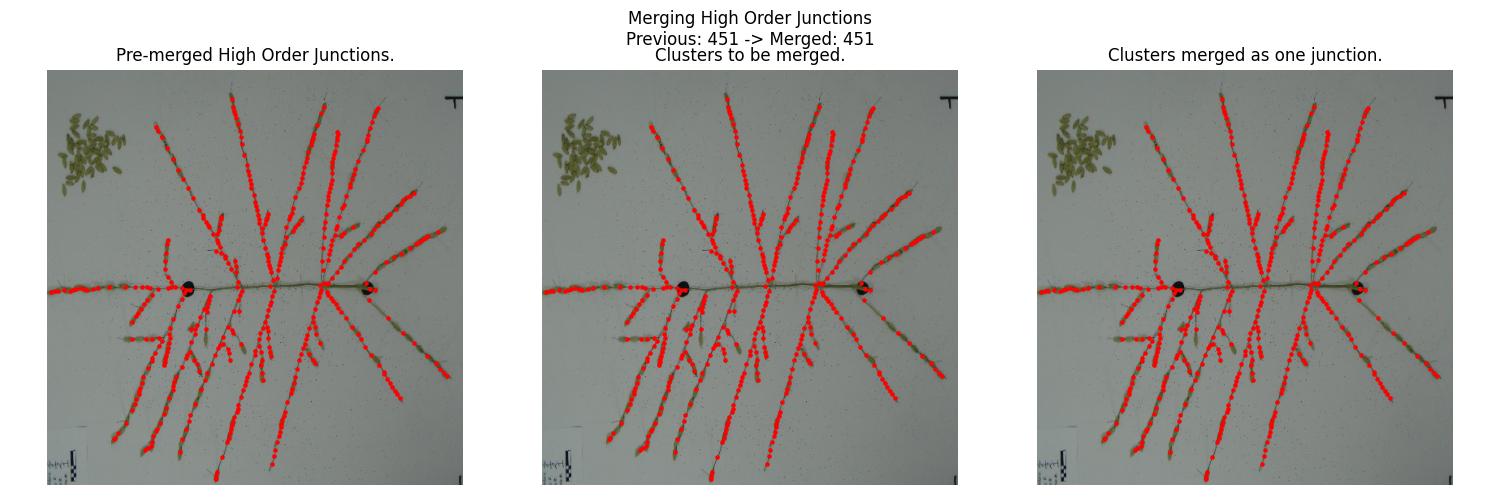 Merging High Order Junctions
Previous: 451 -> Merged: 451
Pre-merged High Order Junctions.
Clusters to be merged.
Clusters merged as one junction.